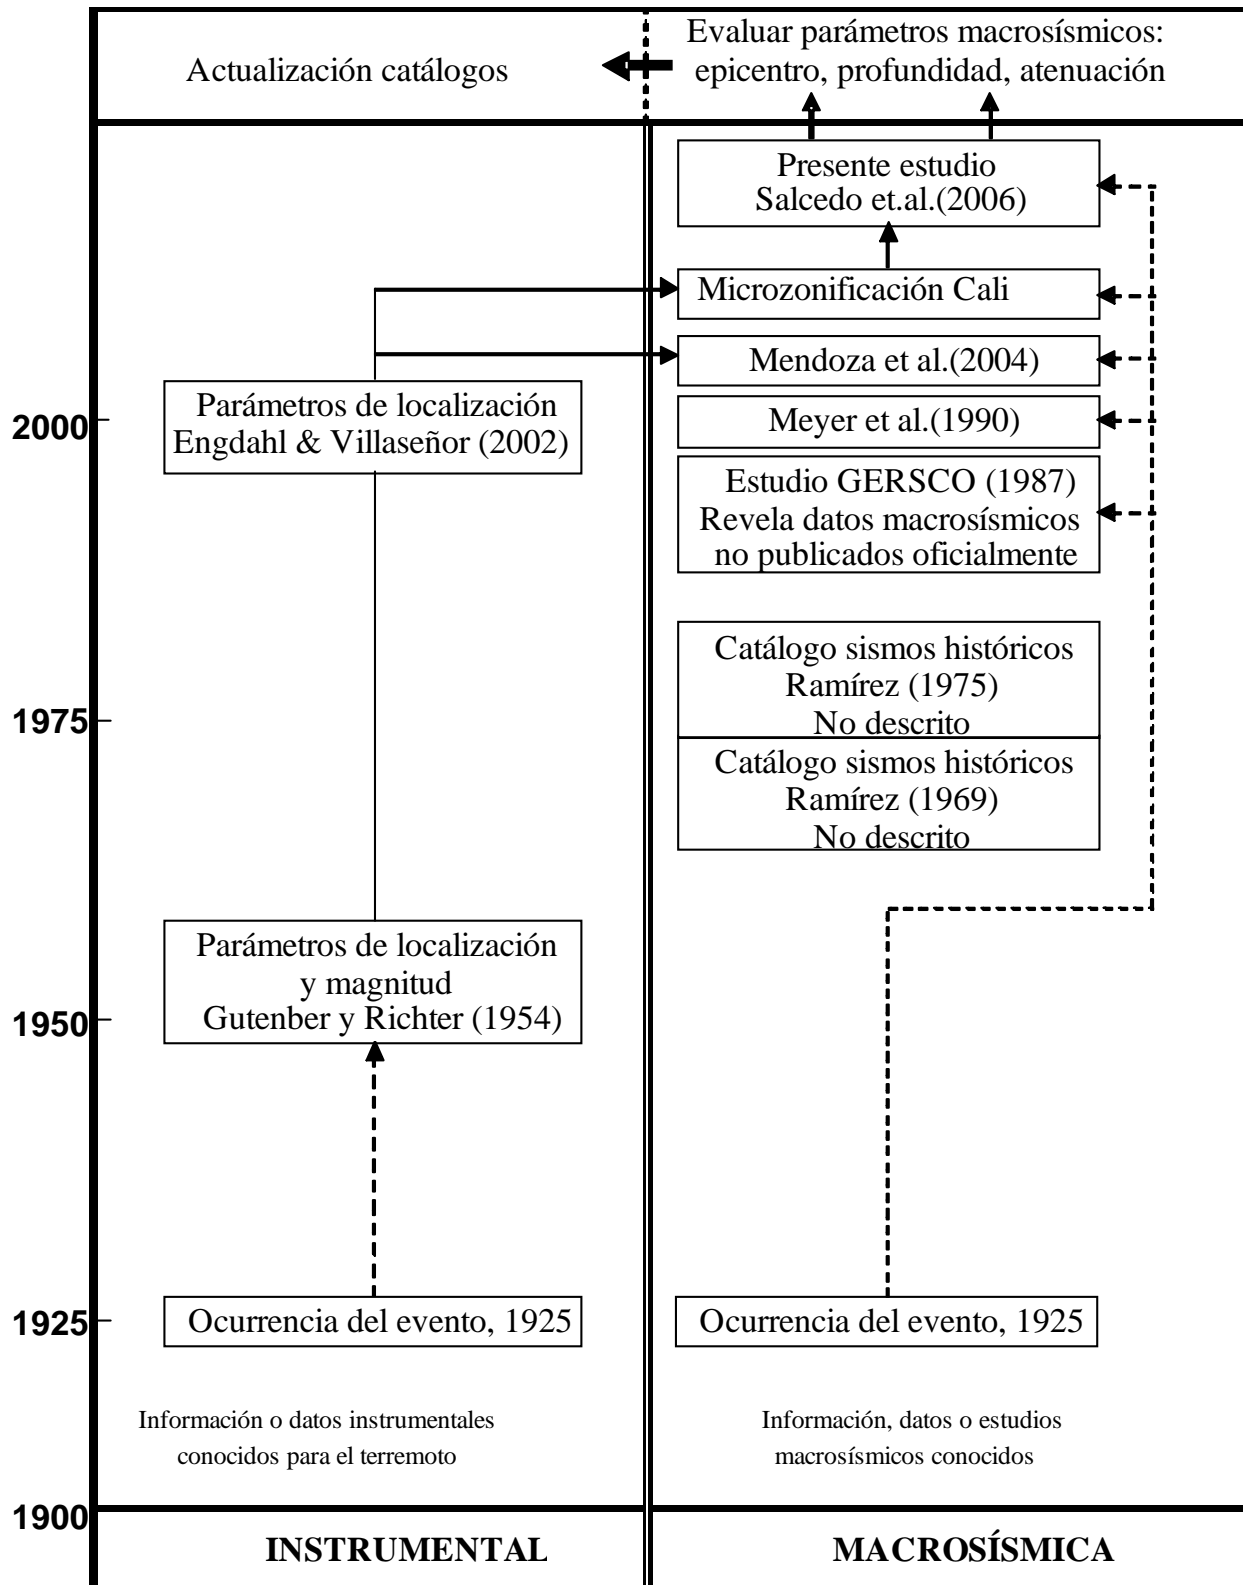 Actualización catálogos
Evaluar parámetros macrosísmicos:
epicentro, profundidad, atenuación
Presente estudio
Salcedo et.al.(2006)
Microzonificación Cali
Mendoza et al.(2004)
Parámetros de localización
Engdahl & Villaseñor (2002)
2000
Meyer et al.(1990)
Estudio GERSCO (1987)
Revela datos macrosísmicos
no publicados oficialmente
Catálogo sismos históricos
Ramírez (1975)
No descrito
1975
Catálogo sismos históricos
Ramírez (1969)
No descrito
Parámetros de localización
y magnitud
Gutenber y Richter (1954)
1950
Ocurrencia del evento, 1925
Ocurrencia del evento, 1925
1925
Información o datos instrumentales
conocidos para el terremoto
Información, datos o estudios
macrosísmicos conocidos
1900
INSTRUMENTAL
MACROSÍSMICA